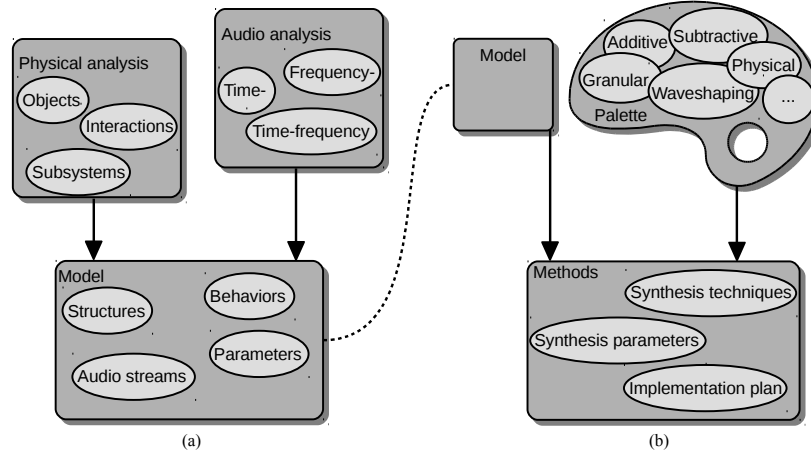 Physical analysis
Objects
Interactions
Subsystems
Audio analysis
Frequency-
Time-
Time-frequency
Model
Structures
Behaviors
Parameters
Audio streams
(a)
Model
Additive
Subtractive
Physical
Granular
Waveshaping
...
Palette
Methods
Synthesis techniques
Synthesis parameters
Implementation plan
(b)